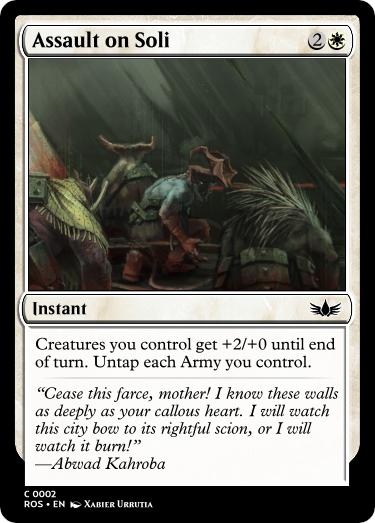 Assault on Soli 2
Instant
Creatures you control get +2/+0 until end
of turn. Untap each Army you control.
“Cease this farce, mother! I know these walls
as deeply as your callous heart. I will watch
this city bow to its rightful scion, or I will
watch it burn!”
—Abwad Kahroba
C 0002
ROS • EN Xabier Urrutia